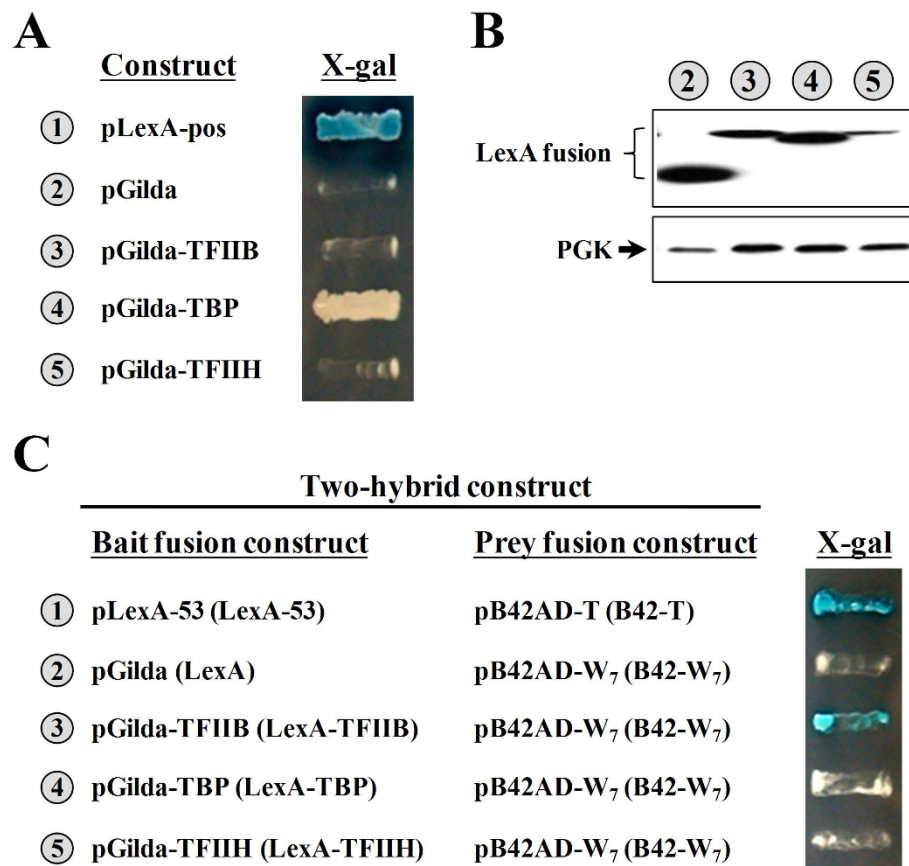 A
Construct X-gal
1 pLexA-pos
2 pGilda
3 pGilda-TFIIB
4 pGilda-TBP
5 pGilda-TFIIH
B
2 3 4 5
LexA fusion
PGK
C
Two-hybrid construct
Bait fusion construct Prey fusion construct X-gal
1 pLexA-53 (LexA-53) pB42AD-T (B42-T)
2 pGilda (LexA) pB42AD-W₇ (B42-W₇)
3 pGilda-TFIIB (LexA-TFIIB) pB42AD-W₇ (B42-W₇)
4 pGilda-TBP (LexA-TBP) pB42AD-W₇ (B42-W₇)
5 pGilda-TFIIH (LexA-TFIIH) pB42AD-W₇ (B42-W₇)